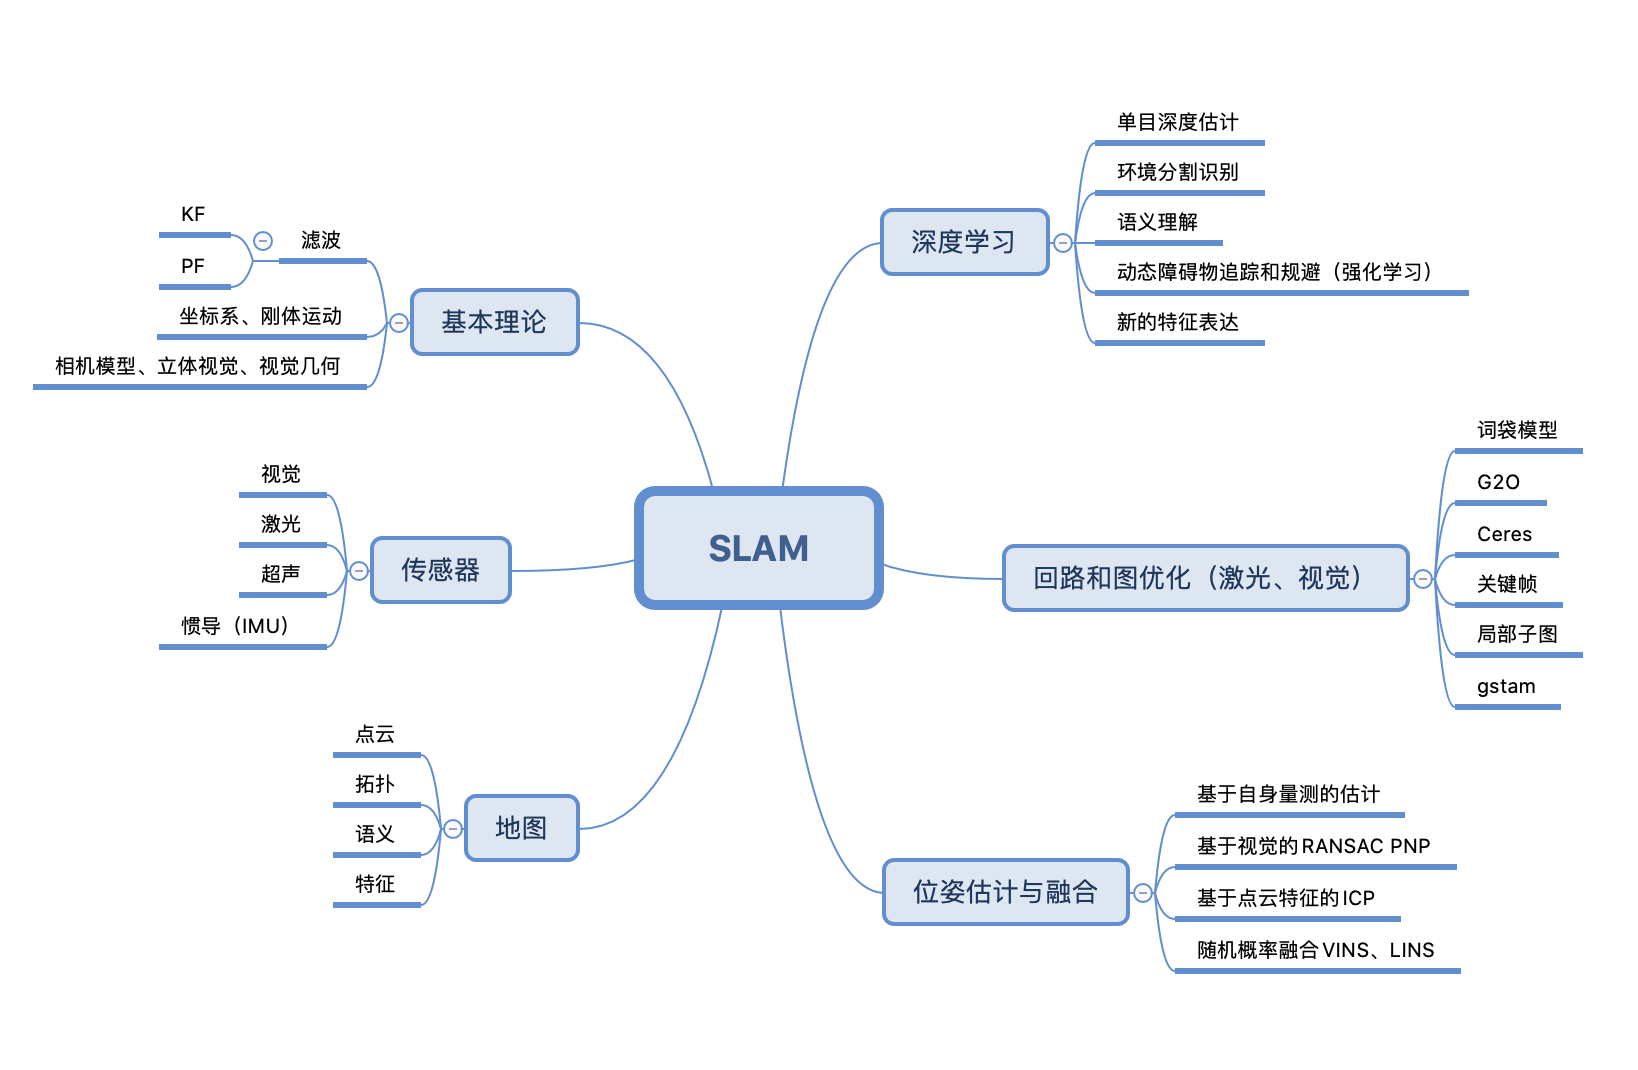 SLAM
深度学习
单目深度估计
环境分割识别
语义理解
动态障碍物追踪和规避（强化学习）
新的特征表达
回路和图优化（激光、视觉）
词袋模型
G2O
Ceres
关键帧
局部子图
gstam
位姿估计与融合
基于自身量测的估计
基于视觉的RANSAC PNP
基于点云特征的ICP
随机概率融合VINS、LINS
基本理论
滤波
KF
PF
坐标系、刚体运动
相机模型、立体视觉、视觉几何
传感器
视觉
激光
超声
惯导（IMU）
地图
点云
拓扑
语义
特征